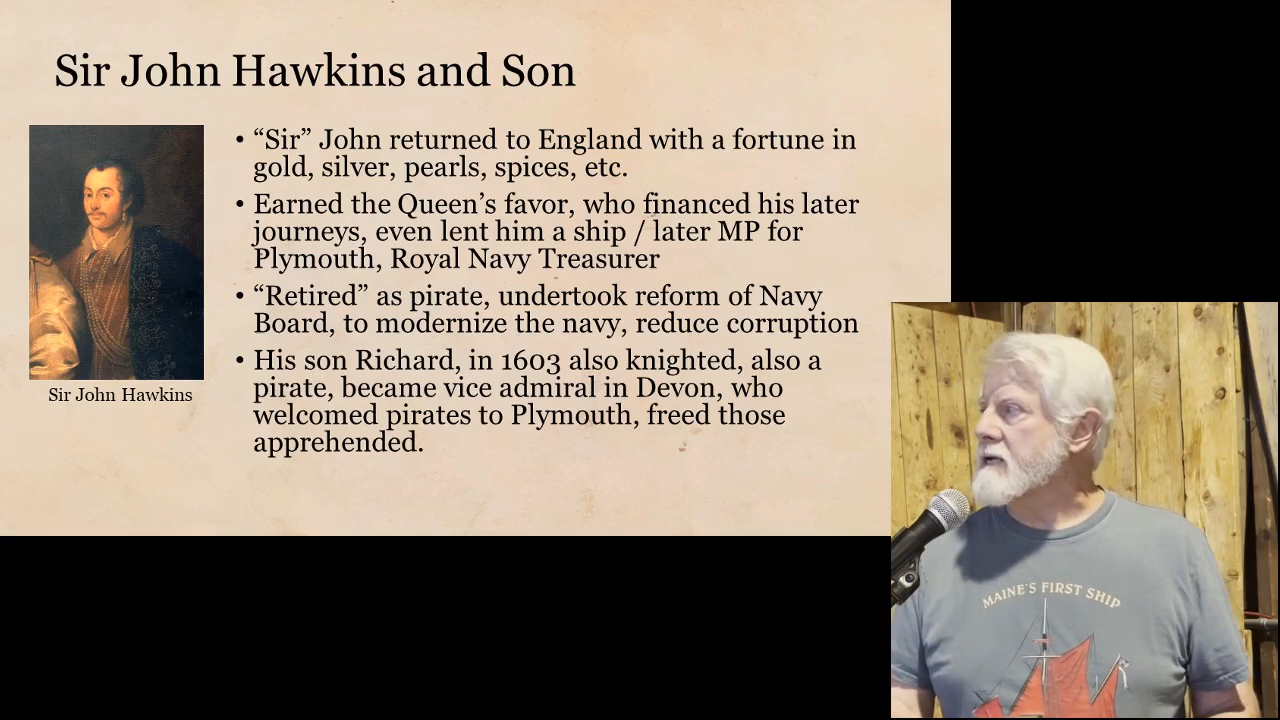 Sir John Hawkins and Son
• “Sir” John returned to England with a fortune in
gold, silver, pearls, spices, etc.
• Earned the Queen’s favor, who financed his later
journeys, even lent him a ship / later MP for
Plymouth, Royal Navy Treasurer
• “Retired” as pirate, undertook reform of Navy
Board, to modernize the navy, reduce corruption
• His son Richard, in 1603 also knighted, also a
pirate, became vice admiral in Devon, who
welcomed pirates to Plymouth, freed those
apprehended.
Sir John Hawkins
MAINE'S FIRST SHIP